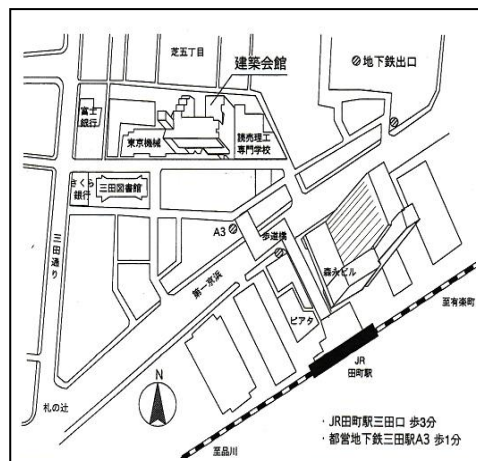 芝五丁目
建築会館
地下鉄出口
富士
銀行
東京機械
読売理工
専門学校
さくら
銀行
三田図書館
三田通り
A3
歩道橋
第一京浜
森永ビル
ピアタ
至有楽町
JR
田町駅
N
札の辻
至品川
・JR田町駅三田口 歩3分
・都営地下鉄三田駅A3 歩1分